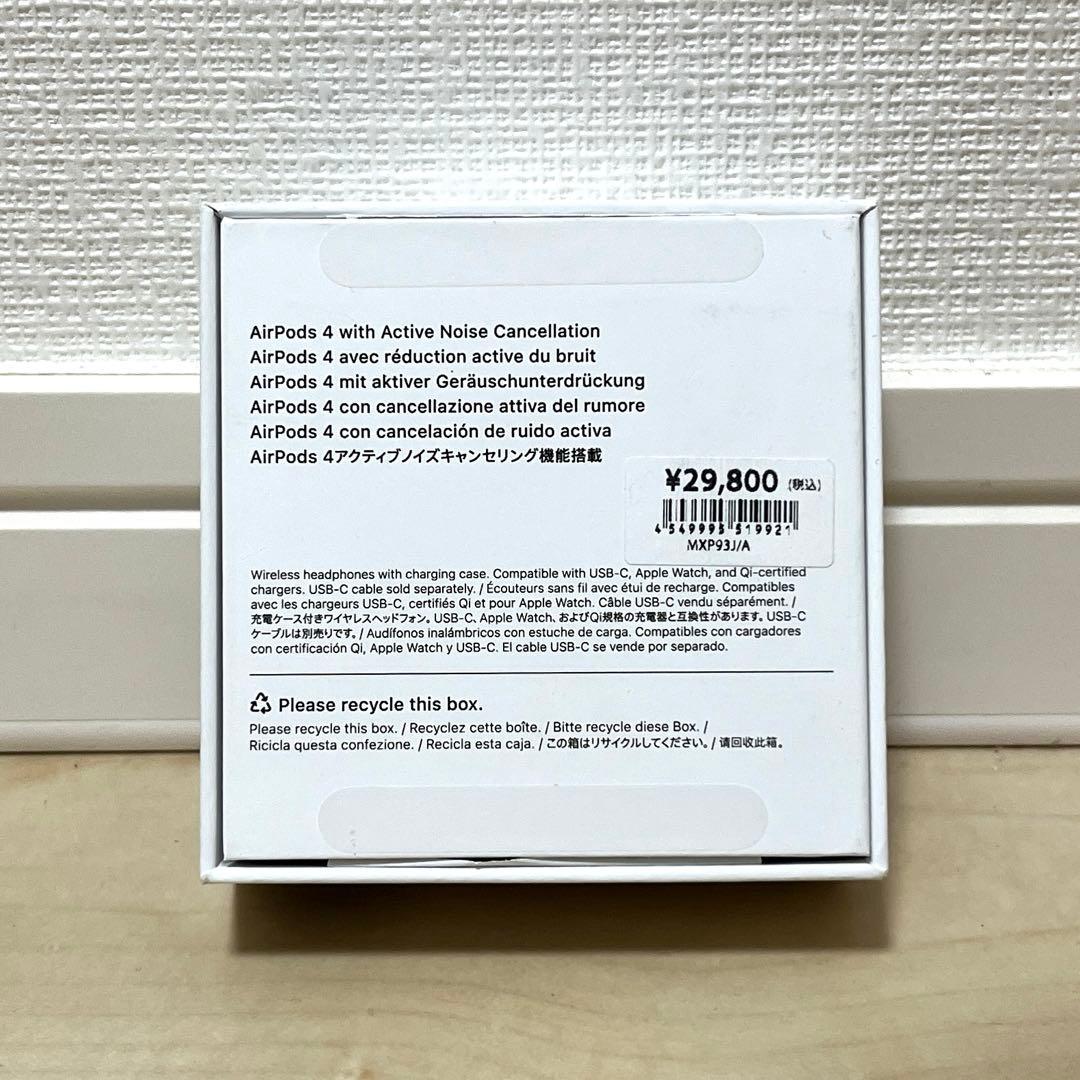 AirPods 4 with Active Noise Cancellation
AirPods 4 avec réduction active du bruit
AirPods 4 mit aktiver Geräuschunterdrückung
AirPods 4 con cancellazione attiva del rumore
AirPods 4 con cancelación de ruido activa
AirPods 4アクティブノイズキャンセリング機能搭載
¥29,800 (税込)
4 549995 519921
MXP93J/A
Wireless headphones with charging case. Compatible with USB-C, Apple Watch, and Qi-certified
chargers. USB-C cable sold separately. / Écouteurs sans fil avec étui de recharge. Compatibles
avec les chargeurs USB-C, certifiés Qi et pour Apple Watch. Câble USB-C vendu séparément. /
充電ケース付きワイヤレスヘッドフォン。USB-C、Apple Watch、およびQi規格の充電器と互換性があります。USB-C
ケーブルは別売りです。/ Audífonos inalámbricos con estuche de carga. Compatibles con cargadores
con certificación Qi, Apple Watch y USB-C. El cable USB-C se vende por separado.
Please recycle this box.
Please recycle this box. / Recyclez cette boîte. / Bitte recycle diese Box. /
Ricicla questa confezione. / Recicla esta caja. / この箱はリサイクルしてください。/ 请回收此箱。